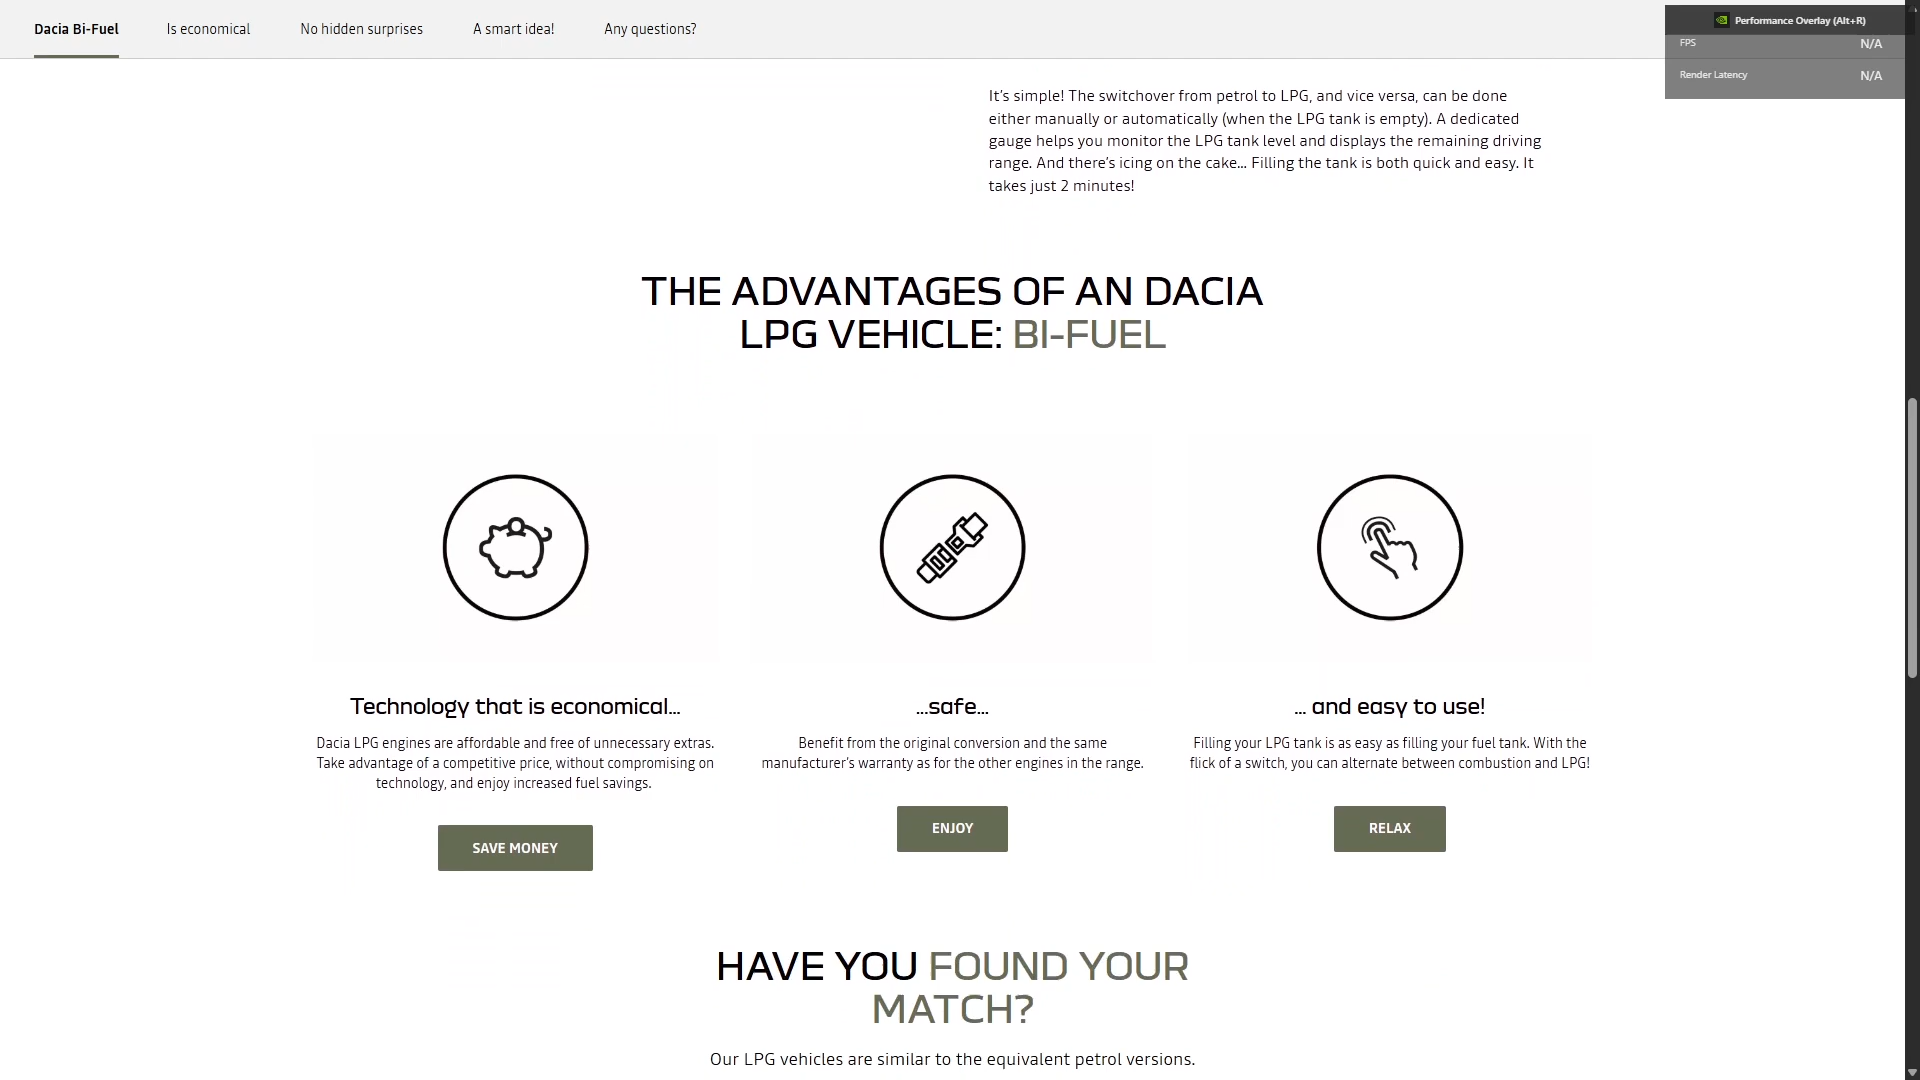 Dacia Bi-Fuel
Is economical
No hidden surprises
A smart idea!
Any questions?
Performance Overlay (Alt+R)
FPS N/A
Render Latency N/A
It's simple! The switchover from petrol to LPG, and vice versa, can be done
either manually or automatically (when the LPG tank is empty). A dedicated
gauge helps you monitor the LPG tank level and displays the remaining driving
range. And there's icing on the cake... Filling the tank is both quick and easy. It
takes just 2 minutes!
THE ADVANTAGES OF AN DACIA
LPG VEHICLE: BI-FUEL
Technology that is economical...
Dacia LPG engines are affordable and free of unnecessary extras.
Take advantage of a competitive price, without compromising on
technology, and enjoy increased fuel savings.
SAVE MONEY
...safe...
Benefit from the original conversion and the same
manufacturer's warranty as for the other engines in the range.
ENJOY
... and easy to use!
Filling your LPG tank is as easy as filling your fuel tank. With the
flick of a switch, you can alternate between combustion and LPG!
RELAX
HAVE YOU FOUND YOUR
MATCH?
Our LPG vehicles are similar to the equivalent petrol versions.